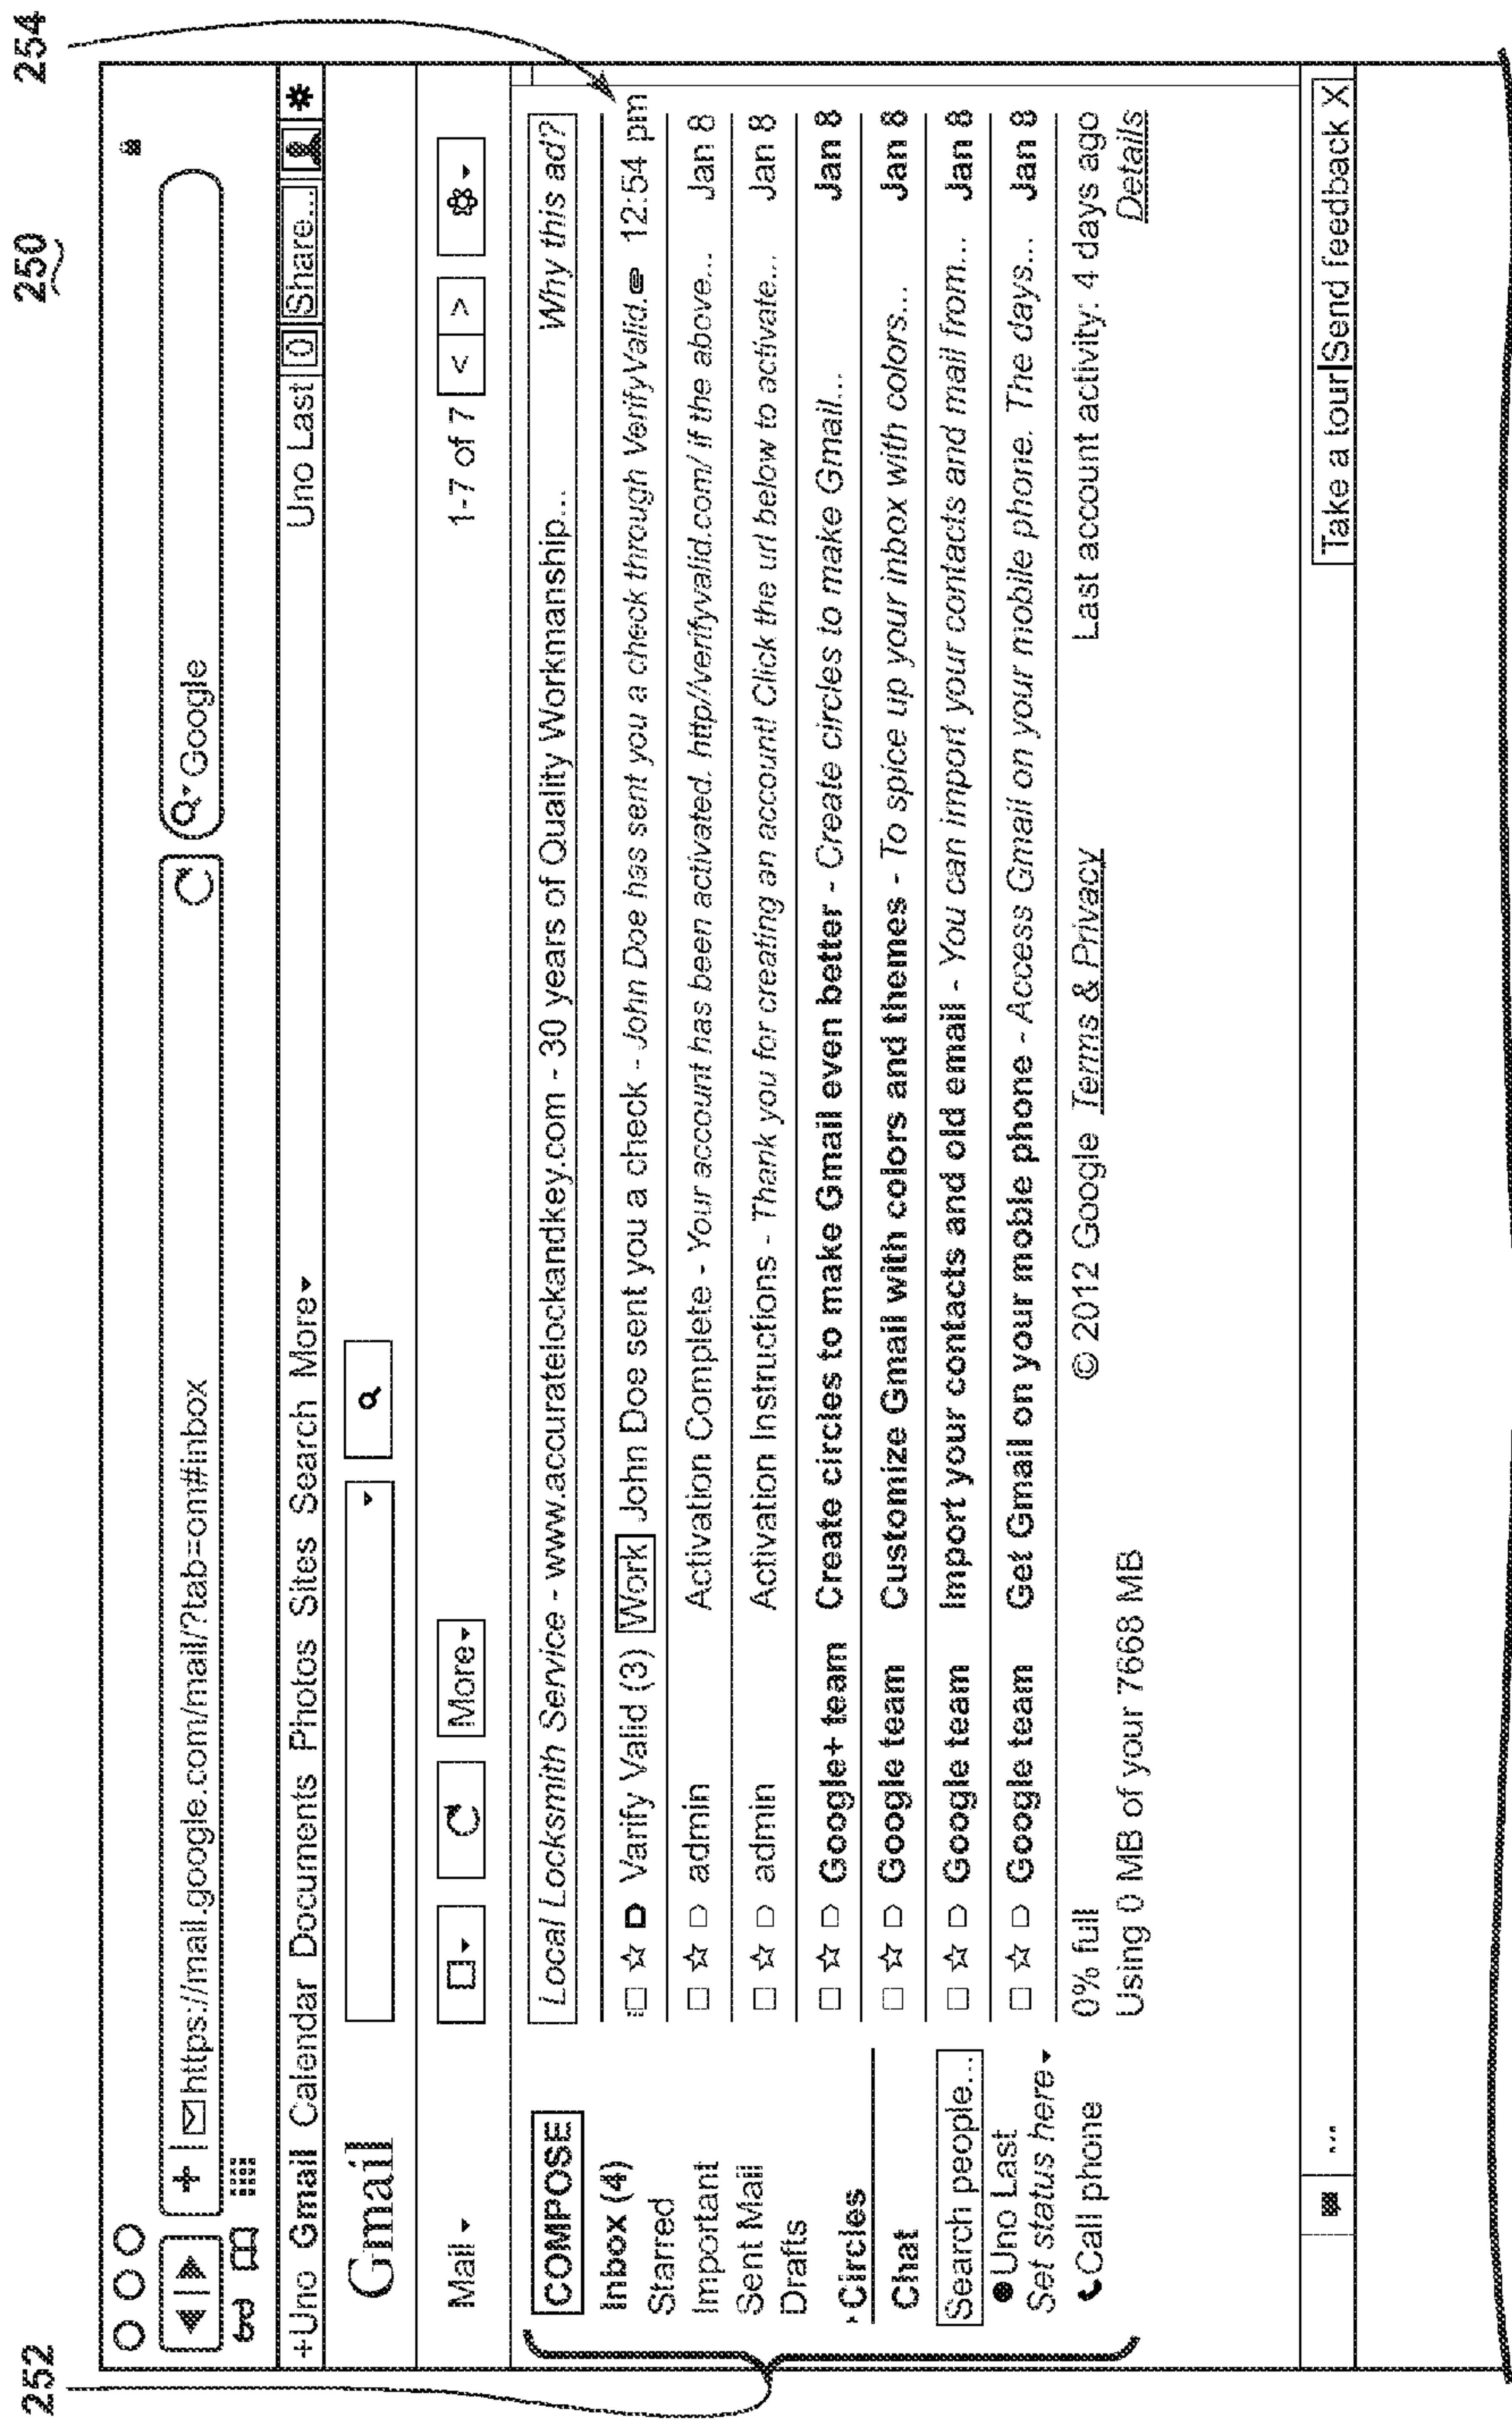 252 250 254
https://mail.google.com/mail/?tab=om#inbox Google
+Uno Gmail Calendar Documents Photos Sites Search More Uno Last 0 Share...
Gmail
Mail More 1-7 of 7 < >
COMPOSE
Inbox (4)
Starred
Important
Sent Mail
Drafts
Circles
Chat
Search people...
Uno Last
Set status here
Call phone
Local Locksmith Service - www.accuratelockandkey.com - 30 years of Quality Workmanship... Why this ad?
Varify Valid (3) Work John Doe sent you a check - John Doe has sent you a check through VerifyValid. 12:54 pm
admin Activation Complete - Your account has been activated. http//verifyvalid.com/ if the above... Jan 8
admin Activation Instructions - Thank you for creating an account! Click the url below to activate... Jan 8
Google+ team Create circles to make Gmail even better - Create circles to make Gmail... Jan 8
Google team Customize Gmail with colors and themes - To spice up your inbox with colors... Jan 8
Google team Import your contacts and old email - You can import your contacts and mail from... Jan 8
Google team Get Gmail on your moble phone - Access Gmail on your mobile phone. The days... Jan 8
0% full © 2012 Google Terms & Privacy Last account activity: 4 days ago
Using 0 MB of your 7668 MB Details
... Take a tour Send feedback X